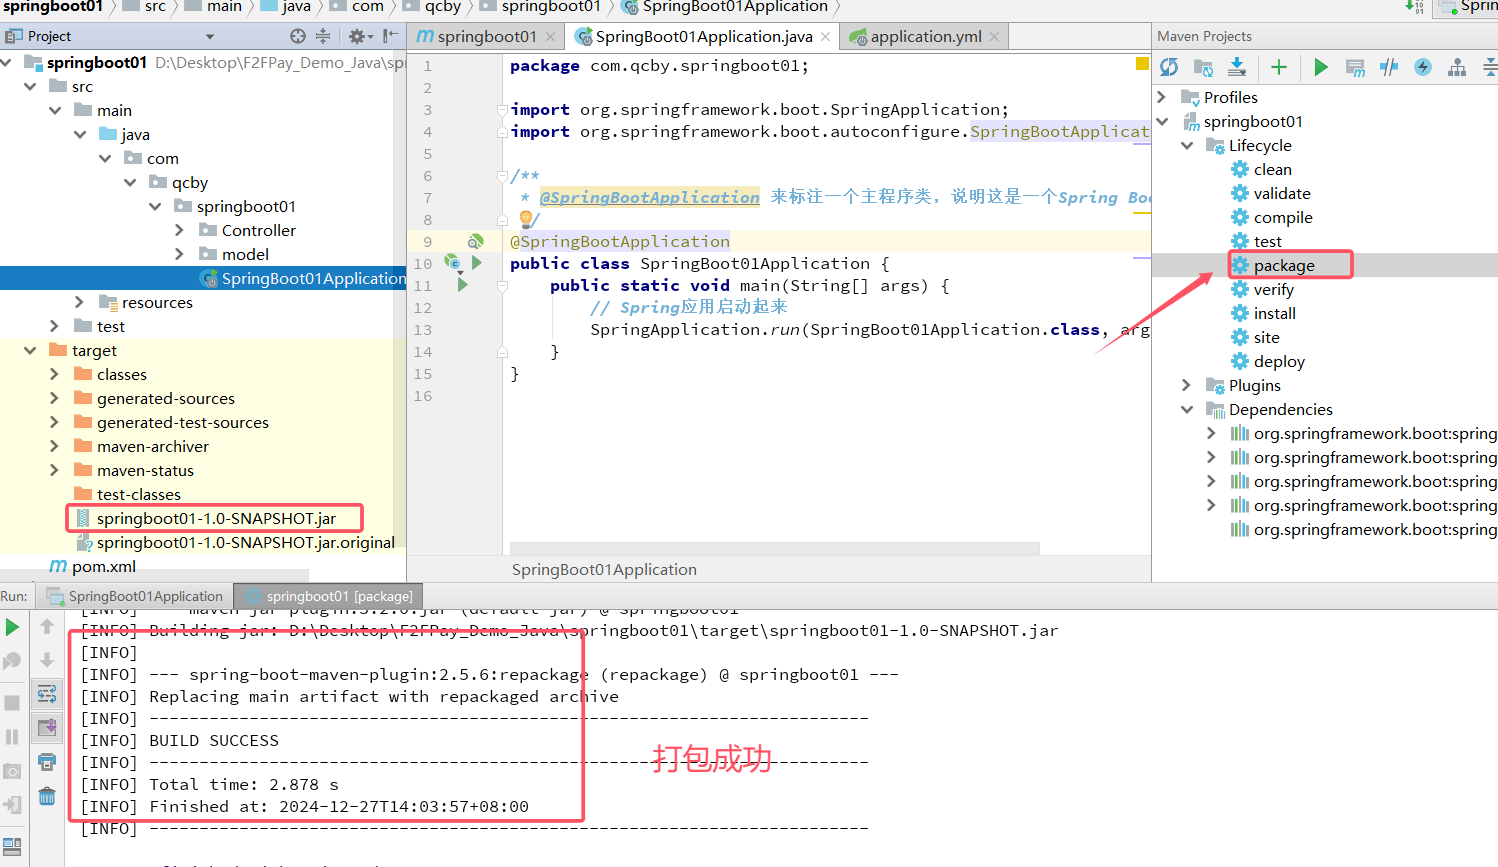 springboot01 src main java com qcby springboot01 SpringBoot01Application
Project
springboot01 D:\Desktop\F2FPay_Demo_Java\spr
src
main
java
com
qcby
springboot01
Controller
model
SpringBoot01Application
resources
test
target
classes
generated-sources
generated-test-sources
maven-archiver
maven-status
test-classes
springboot01-1.0-SNAPSHOT.jar
springboot01-1.0-SNAPSHOT.jar.original
pom.xml
springboot01 SpringBoot01Application.java application.yml
1 package com.qcby.springboot01;
2
3 import org.springframework.boot.SpringApplication;
4 import org.springframework.boot.autoconfigure.SpringBootApplicat
5
6 /**
7 * @SpringBootApplication 来标注一个主程序类，说明这是一个Spring Boo
8 */
9 @SpringBootApplication
10 public class SpringBoot01Application {
11 public static void main(String[] args) {
12 // Spring应用启动起来
13 SpringApplication.run(SpringBoot01Application.class, arg
14 }
15 }
16
SpringBoot01Application
Maven Projects
Profiles
springboot01
Lifecycle
clean
validate
compile
test
package
verify
install
site
deploy
Plugins
Dependencies
org.springframework.boot:spring
org.springframework.boot:spring
org.springframework.boot:spring
org.springframework.boot:spring
org.springframework.boot:spring
Run: SpringBoot01Application springboot01 [package]
[INFO] --- maven-jar-plugin:3.2.0:jar (default-jar) @ springboot01
[INFO] Building jar: D:\Desktop\F2FPay_Demo_Java\springboot01\target\springboot01-1.0-SNAPSHOT.jar
[INFO]
[INFO] --- spring-boot-maven-plugin:2.5.6:repackage (repackage) @ springboot01 ---
[INFO] Replacing main artifact with repackaged archive
[INFO] ------------------------------------------------------------------------
[INFO] BUILD SUCCESS
[INFO] ------------------------------------------------------------------------
[INFO] Total time: 2.878 s
[INFO] Finished at: 2024-12-27T14:03:57+08:00
[INFO] ------------------------------------------------------------------------
打包成功